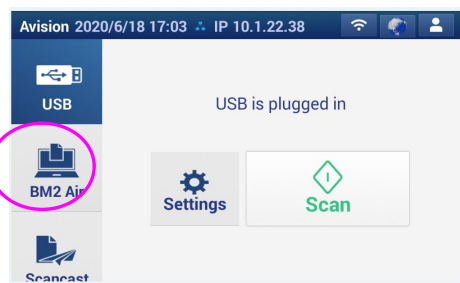 Avision 2020/6/18 17:03 IP 10.1.22.38
USB
USB is plugged in
BM2 Air
Settings
Scan
Scancast